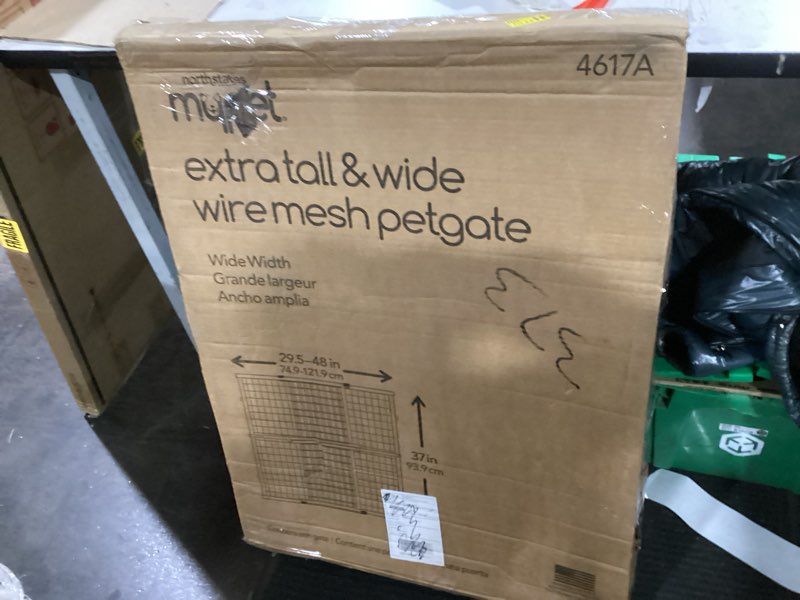 4617A
northstates
extra tall & wide
wire mesh petgate
Wide Width
Grande largeur
Ancho amplia
29.5–48 in
74.9-121.9 cm
37 in
93.9 cm
FRAGILE